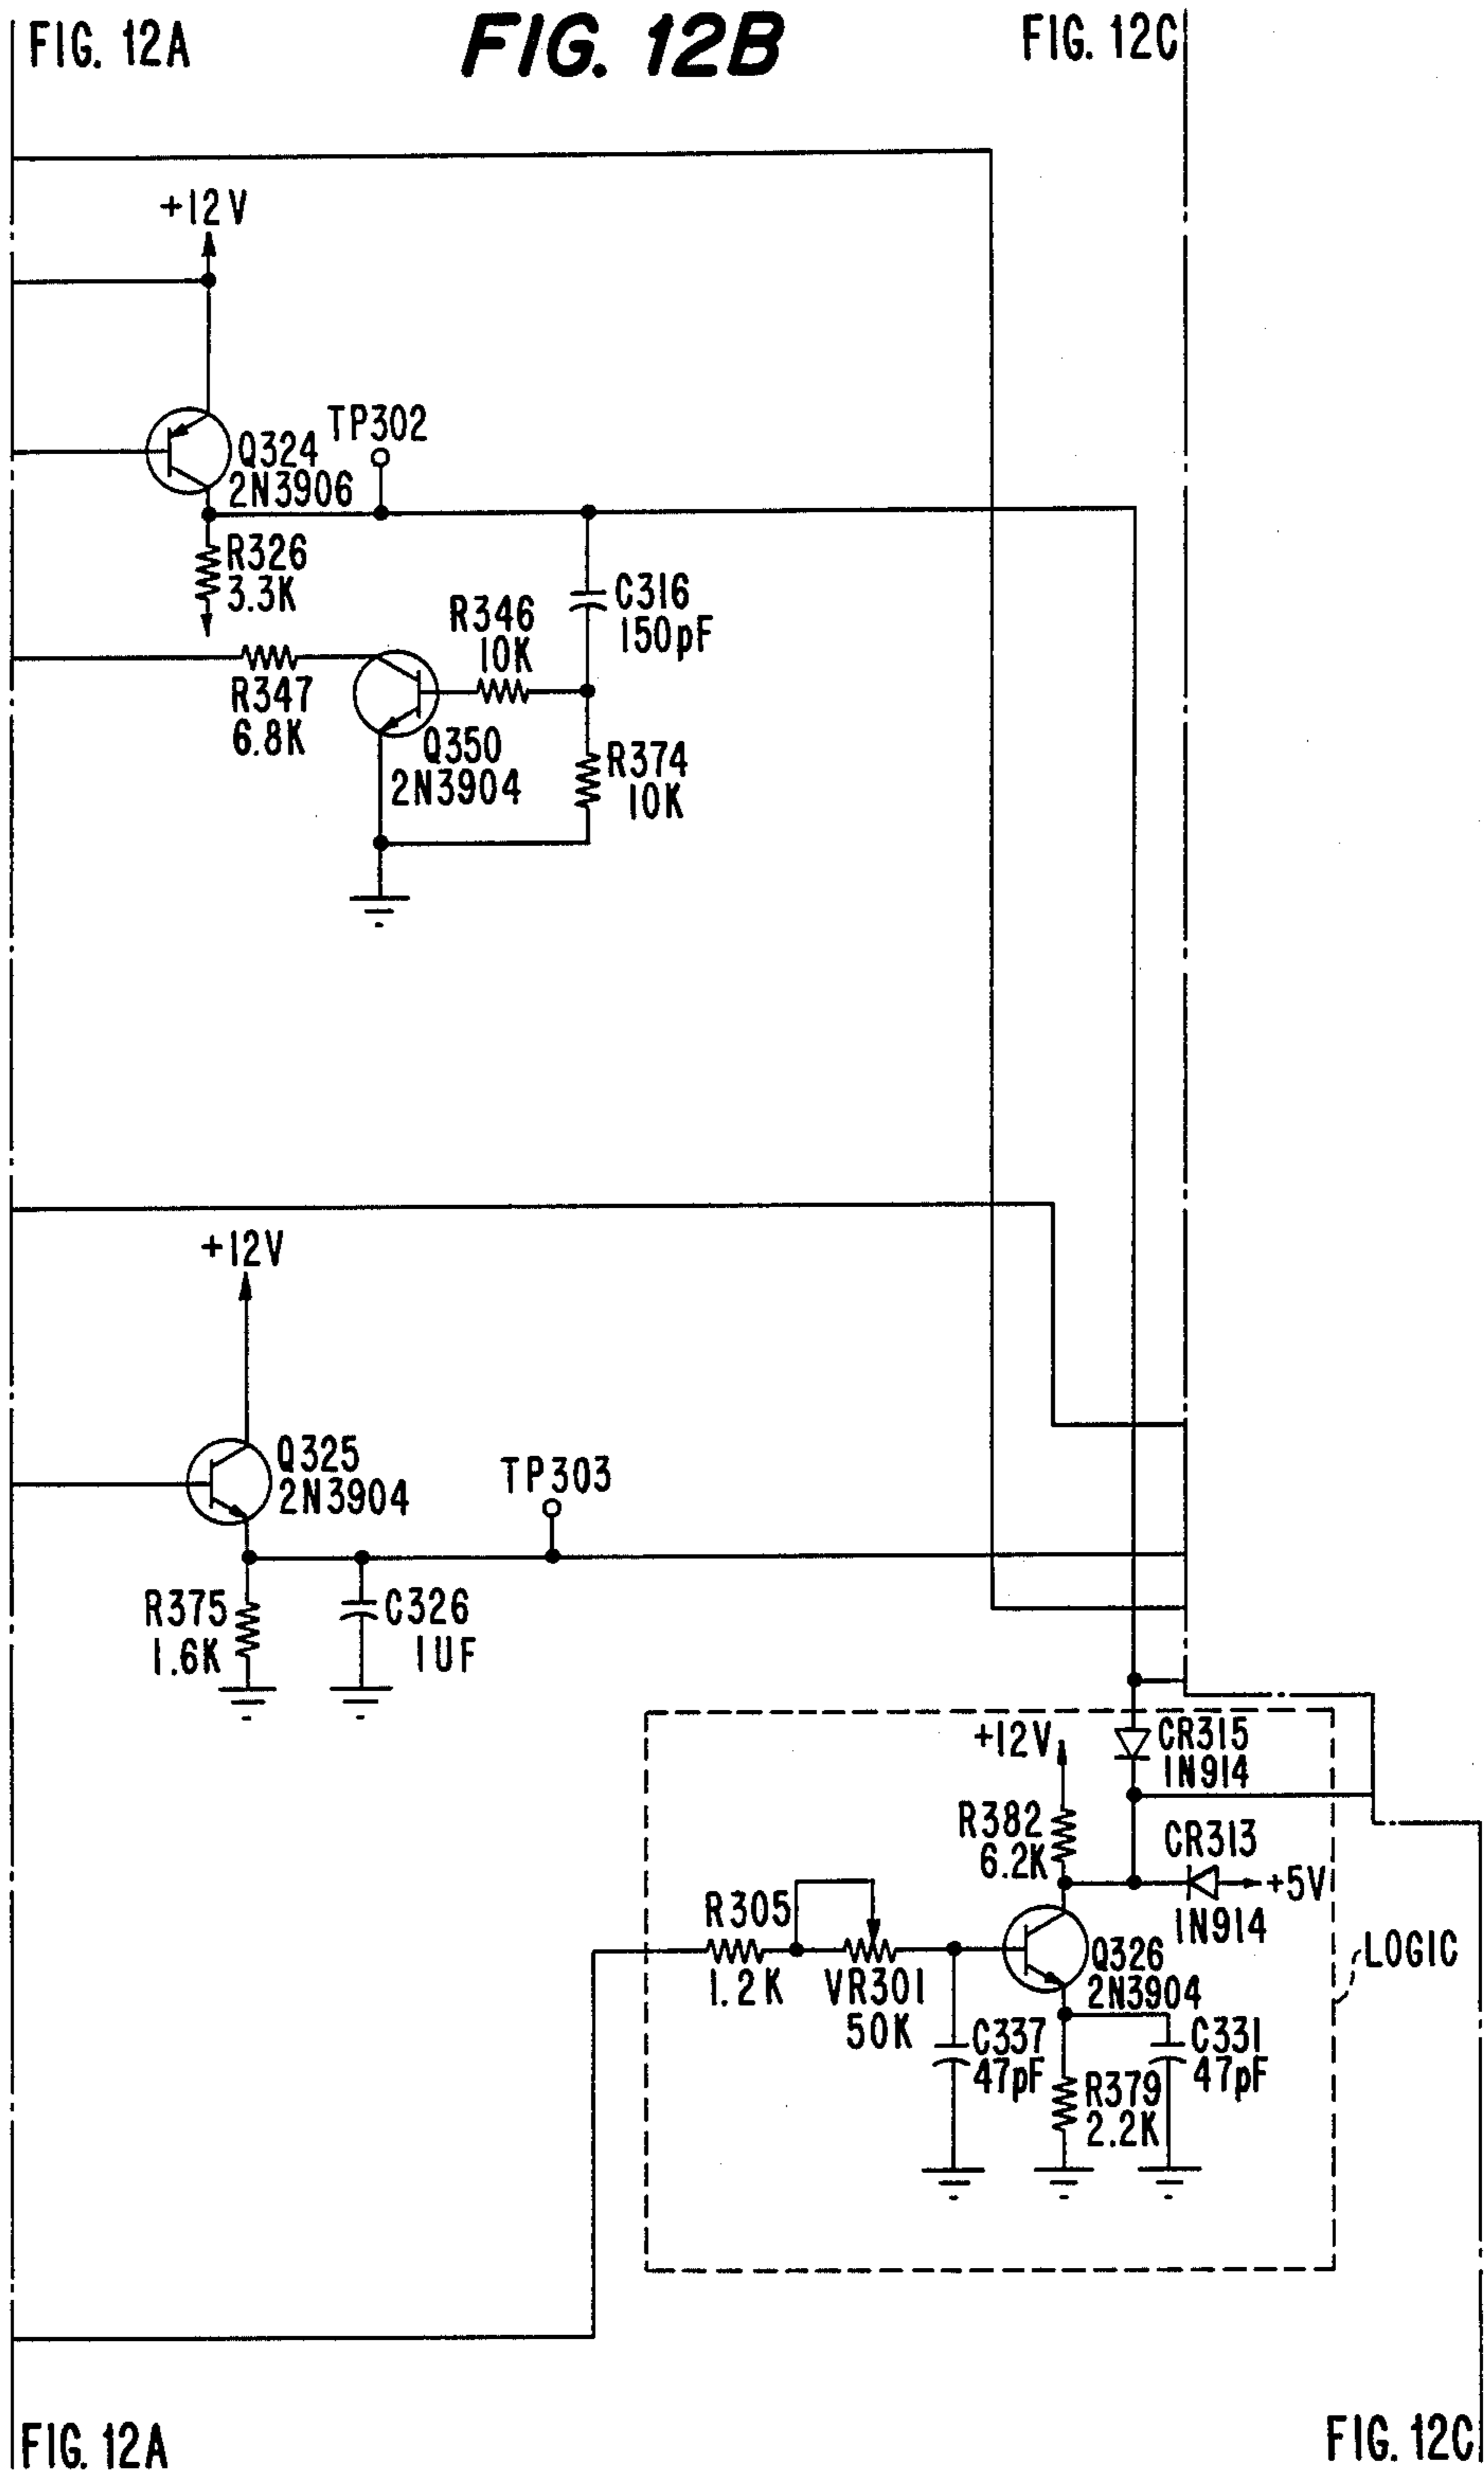 FIG. 12A
FIG. 12B
FIG. 12C
+12V
Q324
2N3906
TP302
R326
3.3K
C316
150pF
R346
10K
R347
6.8K
Q350
2N3904
R374
10K
+12V
Q325
2N3904
TP303
R375
1.6K
C326
1UF
+12V
CR315
1N914
R382
6.2K
CR313
+5V
1N914
R305
1.2K
VR301
50K
Q326
2N3904
LOGIC
C337
47pF
C331
47pF
R379
2.2K
FIG. 12A
FIG. 12C